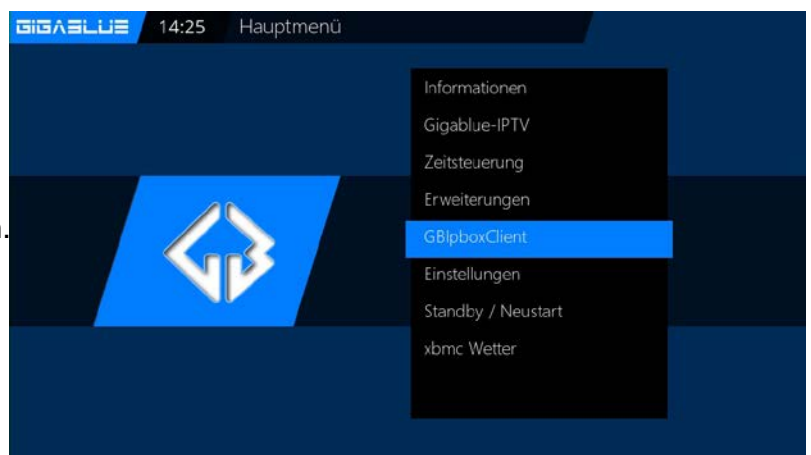 GIGABLUE 14:25 Hauptmenü
Informationen
Gigablue-IPTV
Zeitsteuerung
Erweiterungen
GBIpboxClient
Einstellungen
Standby / Neustart
xbmc Wetter